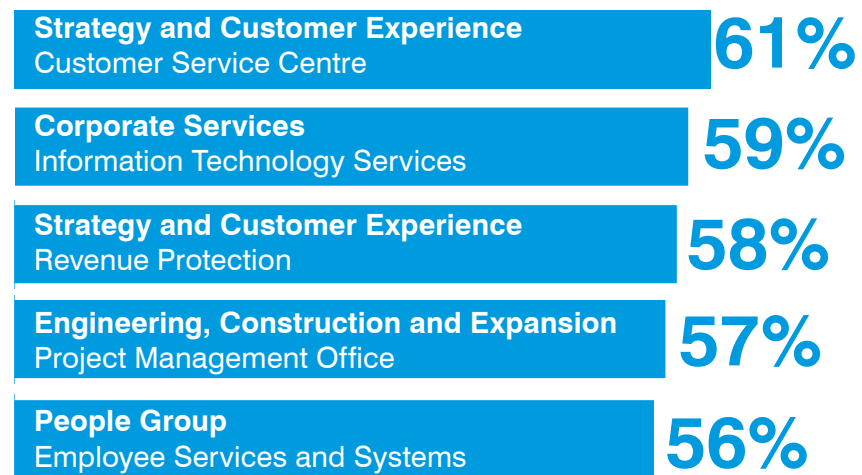 Strategy and Customer Experience
Customer Service Centre
61%
Corporate Services
Information Technology Services
59%
Strategy and Customer Experience
Revenue Protection
58%
Engineering, Construction and Expansion
Project Management Office
57%
People Group
Employee Services and Systems
56%